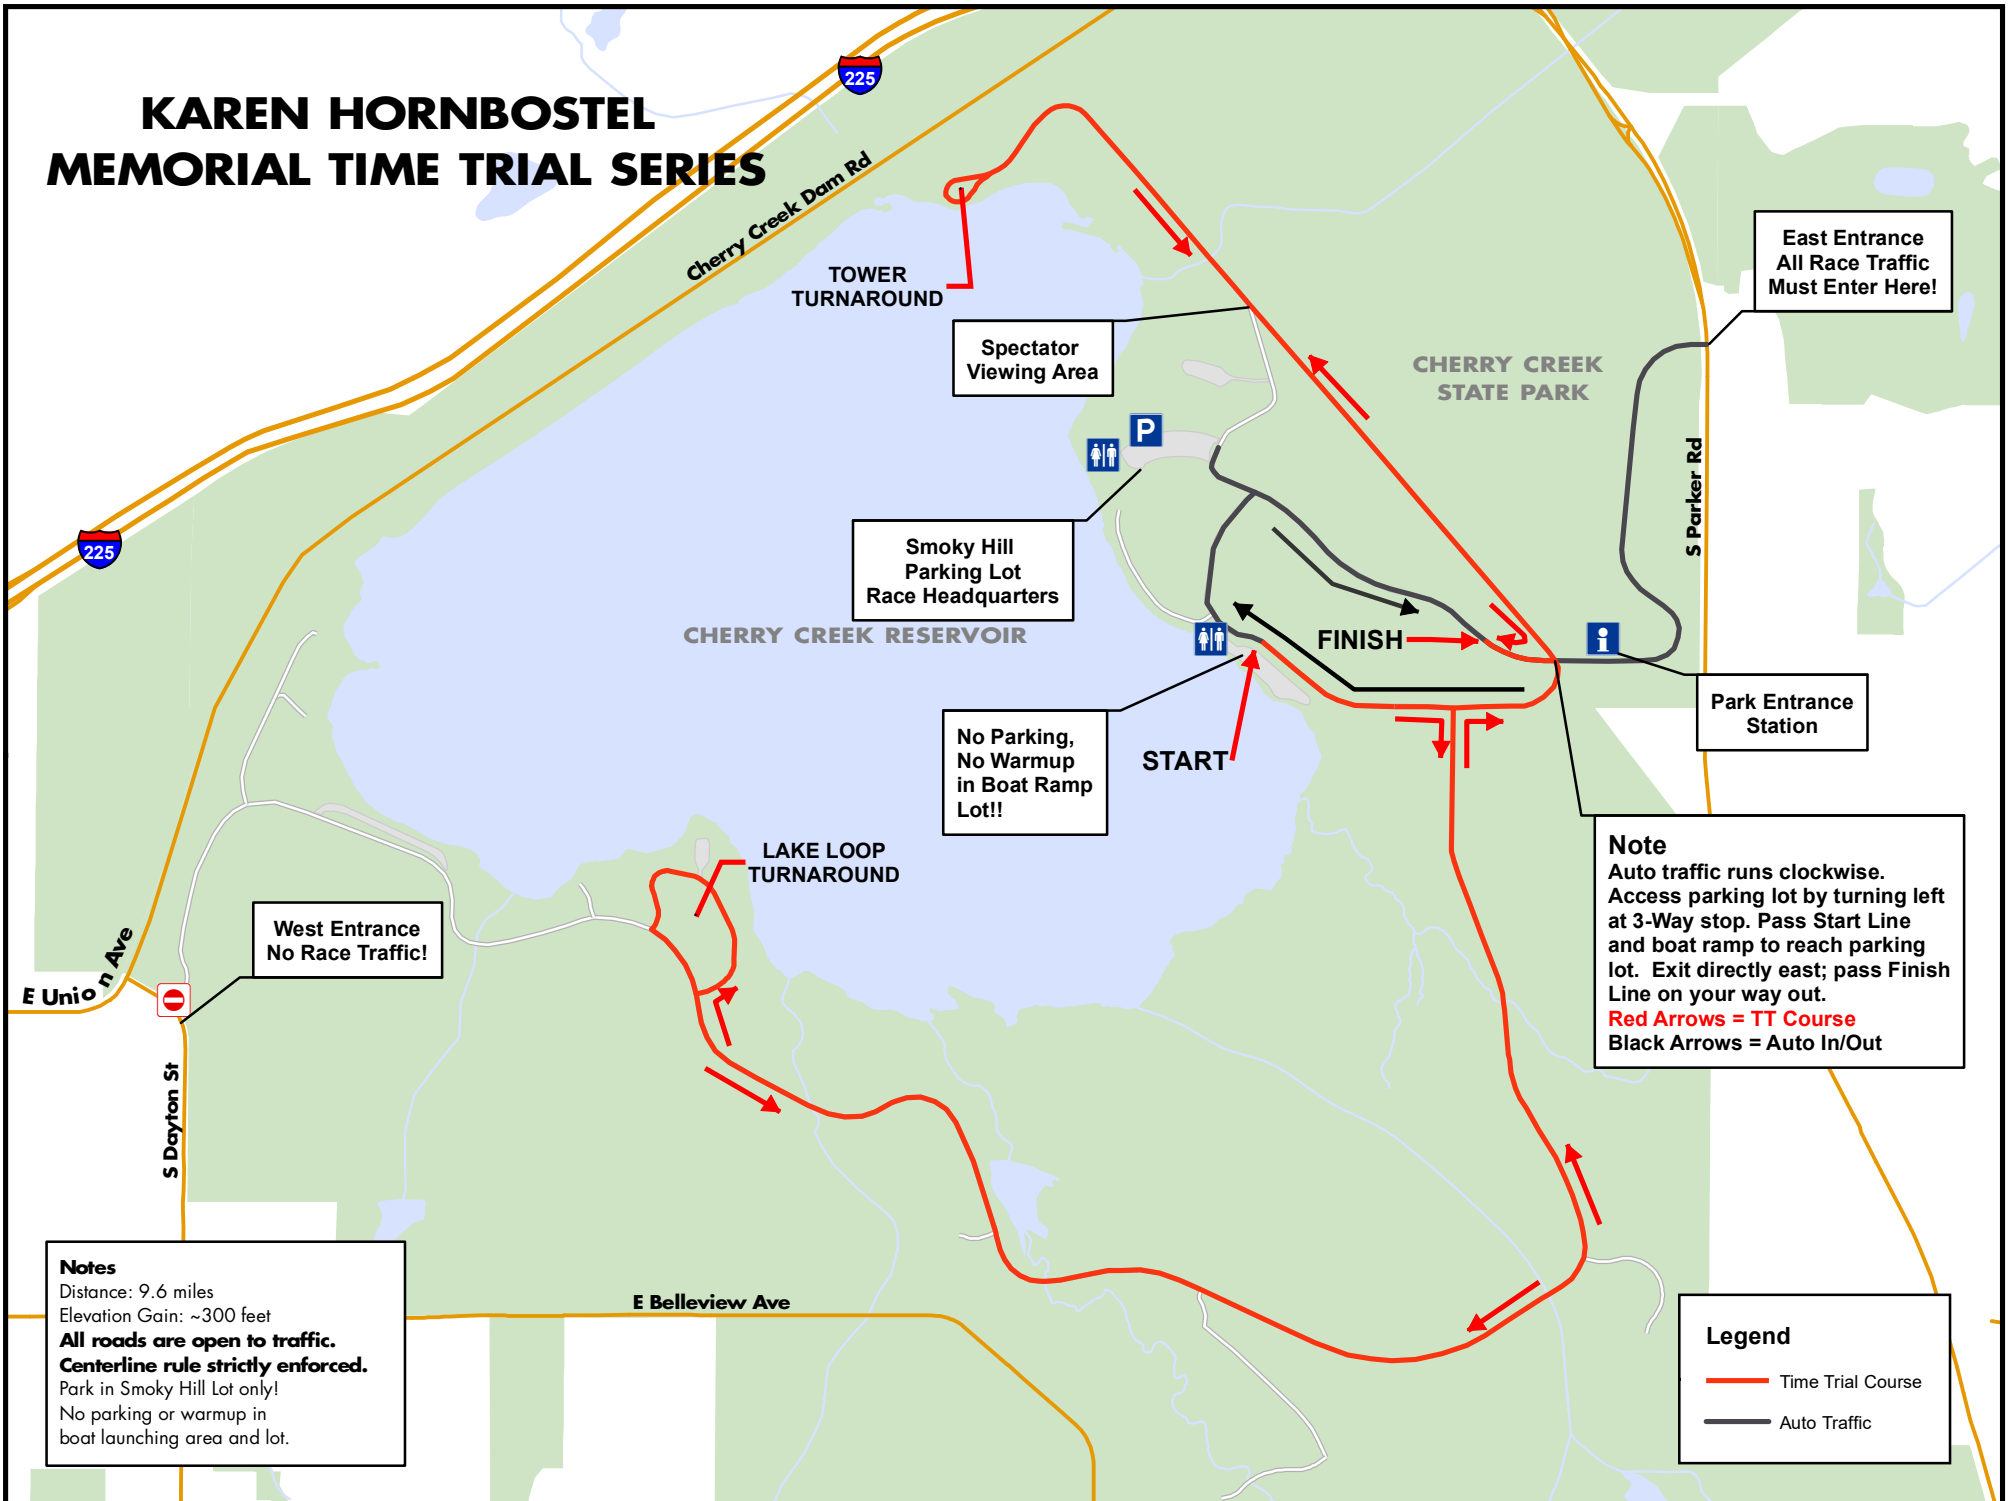 KAREN HORNBOSTEL
MEMORIAL TIME TRIAL SERIES
225
Cherry Creek Dam Rd
TOWER
TURNAROUND
East Entrance
All Race Traffic
Must Enter Here!
Spectator
Viewing Area
CHERRY CREEK
STATE PARK
P
S Parker Rd
225
Smoky Hill
Parking Lot
Race Headquarters
CHERRY CREEK RESERVOIR
FINISH
i
Park Entrance
Station
No Parking,
No Warmup
in Boat Ramp
Lot!!
START
LAKE LOOP
TURNAROUND
Note
Auto traffic runs clockwise.
Access parking lot by turning left
at 3-Way stop. Pass Start Line
and boat ramp to reach parking
lot.  Exit directly east; pass Finish
Line on your way out.
Red Arrows = TT Course
Black Arrows = Auto In/Out
West Entrance
No Race Traffic!
E Union Ave
S Dayton St
Notes
Distance: 9.6 miles
Elevation Gain: ~300 feet
All roads are open to traffic.
Centerline rule strictly enforced.
Park in Smoky Hill Lot only!
No parking or warmup in
boat launching area and lot.
E Belleview Ave
Legend
Time Trial Course
Auto Traffic